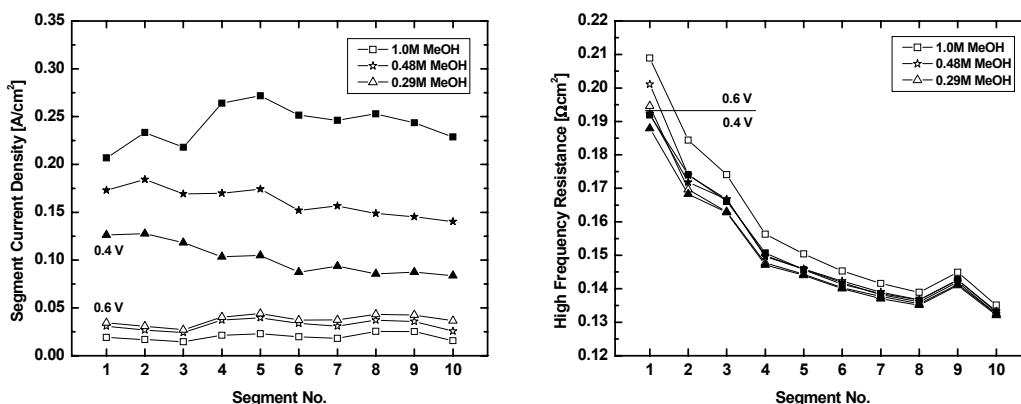 0.35
0.30
0.25
0.20
0.15
0.10
0.05
0.00
Segment Current Density [A/cm²]
1.0M MeOH
0.48M MeOH
0.29M MeOH
0.4 V
0.6 V
1 2 3 4 5 6 7 8 9 10
Segment No.
0.22
0.21
0.20
0.19
0.18
0.17
0.16
0.15
0.14
0.13
0.12
High Frequency Resistance [Ωcm²]
1.0M MeOH
0.48M MeOH
0.29M MeOH
0.6 V
0.4 V
1 2 3 4 5 6 7 8 9 10
Segment No.